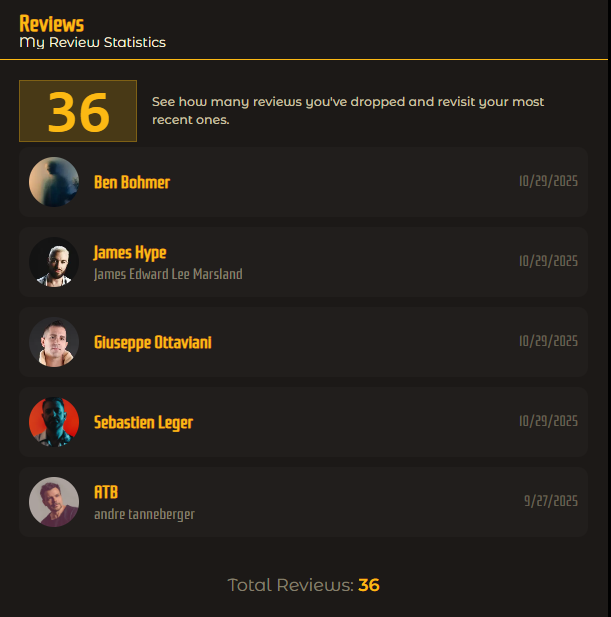 Reviews
My Review Statistics
36
See how many reviews you've dropped and revisit your most
recent ones.
Ben Bohmer
10/29/2025
James Hype
James Edward Lee Marsland
10/29/2025
Giuseppe Ottaviani
10/29/2025
Sebastien Leger
10/29/2025
ATB
andre tanneberger
9/27/2025
Total Reviews: 36